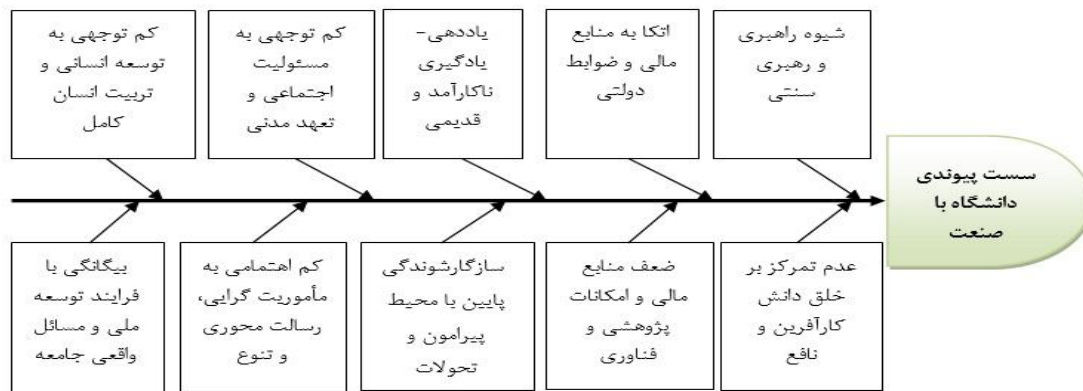 شیوه راهبری
و رهبری
سنتی
اتکا به منابع
مالی و ضوابط
دولتی
یاددهی-
یادگیری
ناکارآمد و
قدیمی
کم توجهی به
مسئولیت
اجتماعی و
تعهد مدنی
کم توجهی به
توسعه انسانی و
تربیت انسان
کامل
سست پیوندی
دانشگاه با
صنعت
عدم تمرکز بر
خلق دانش
کارآفرین و
نافع
ضعف منابع
مالی و امکانات
پژوهشی و
فناوری
سازگارشوندگی
پایین با محیط
پیرامون و
تحولات
کم اهتمامی به
مأموریت گرایی،
رسالت محوری
و تنوع
بیگانگی با
فرایند توسعه
ملی و مسائل
واقعی جامعه